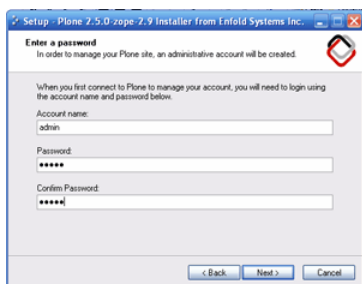 Setup - Plone 2.5.0-zope-2.9 Installer from Enfold Systems Inc.
Enter a password
In order to manage your Plone site, an administrative account will be created.
When you first connect to Plone to manage your account, you will need to login using
the account name and password below.
Account name:
admin
Password:
•••••
Confirm Password:
•••••
< Back
Next >
Cancel